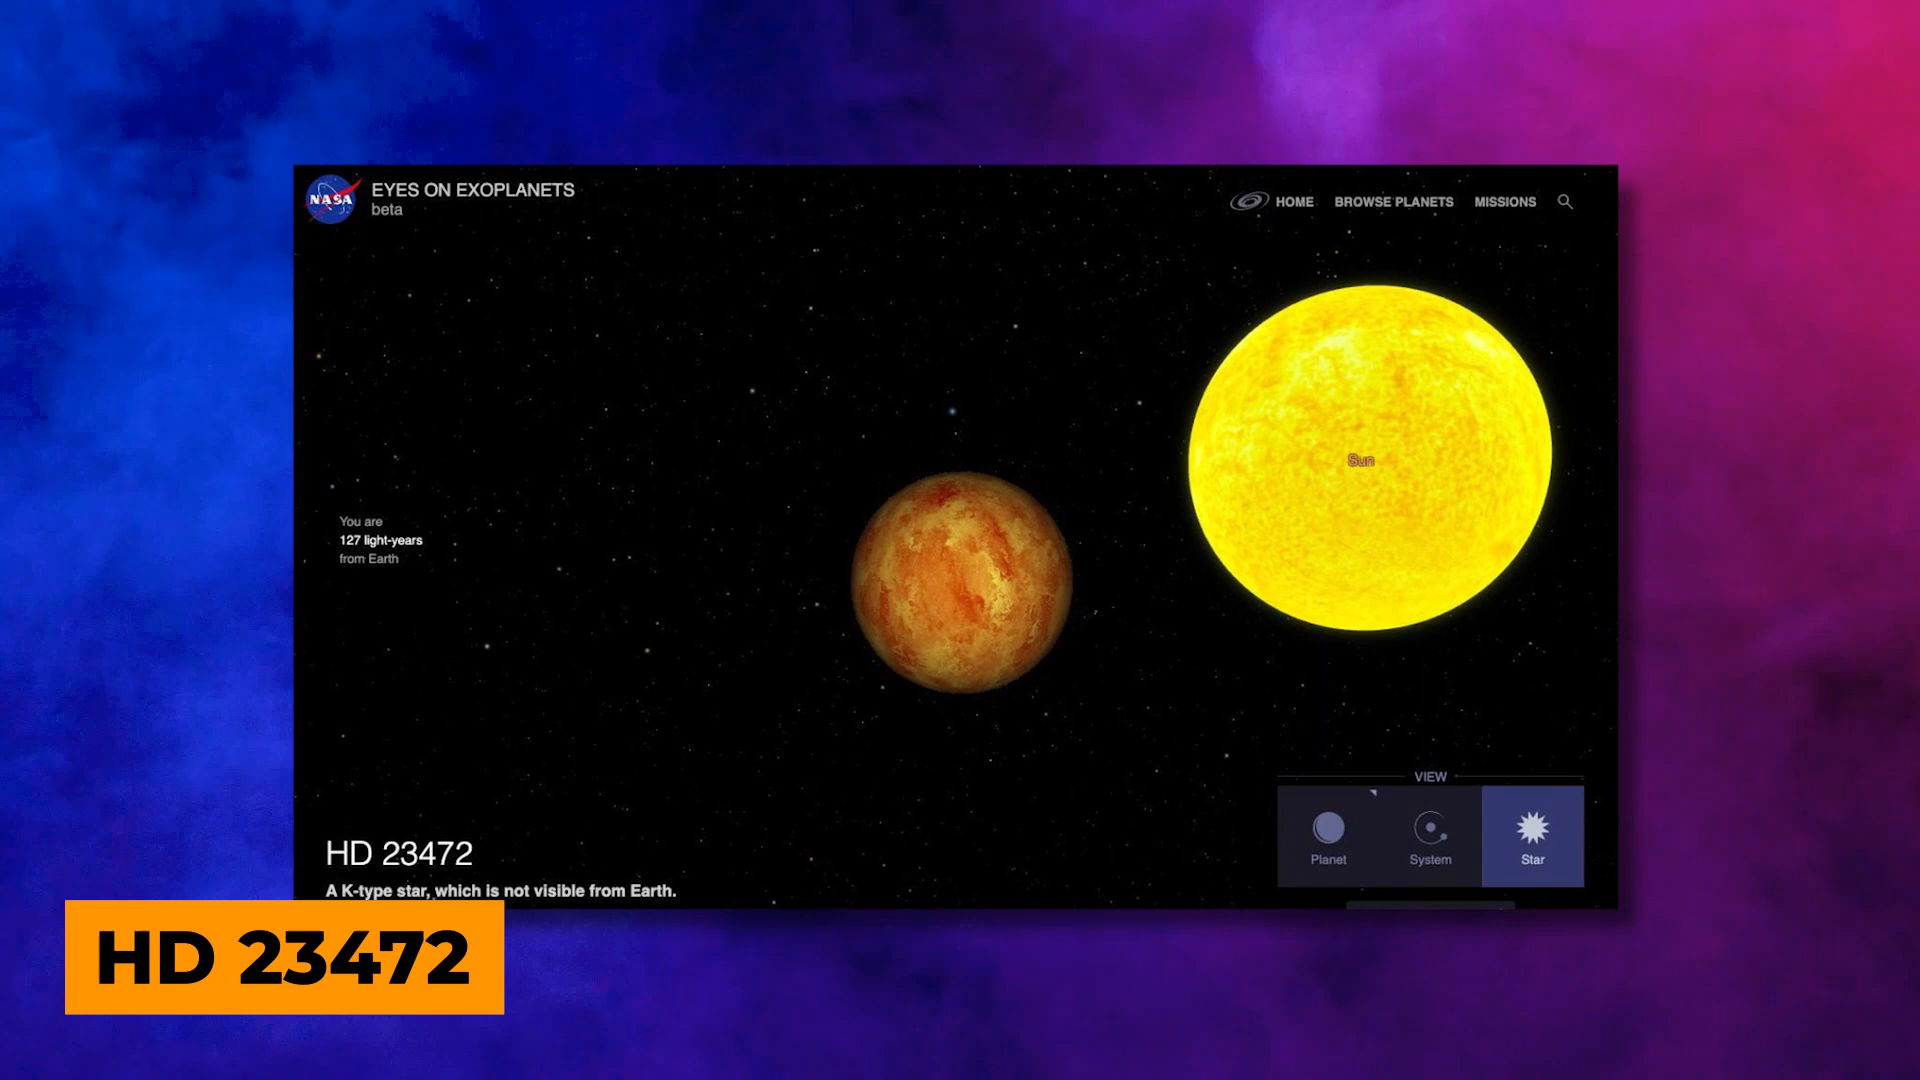 NASA
EYES ON EXOPLANETS
beta
HOME BROWSE PLANETS MISSIONS
Sun
You are
127 light-years
from Earth
VIEW
Planet System Star
HD 23472
A K-type star, which is not visible from Earth.
HD 23472